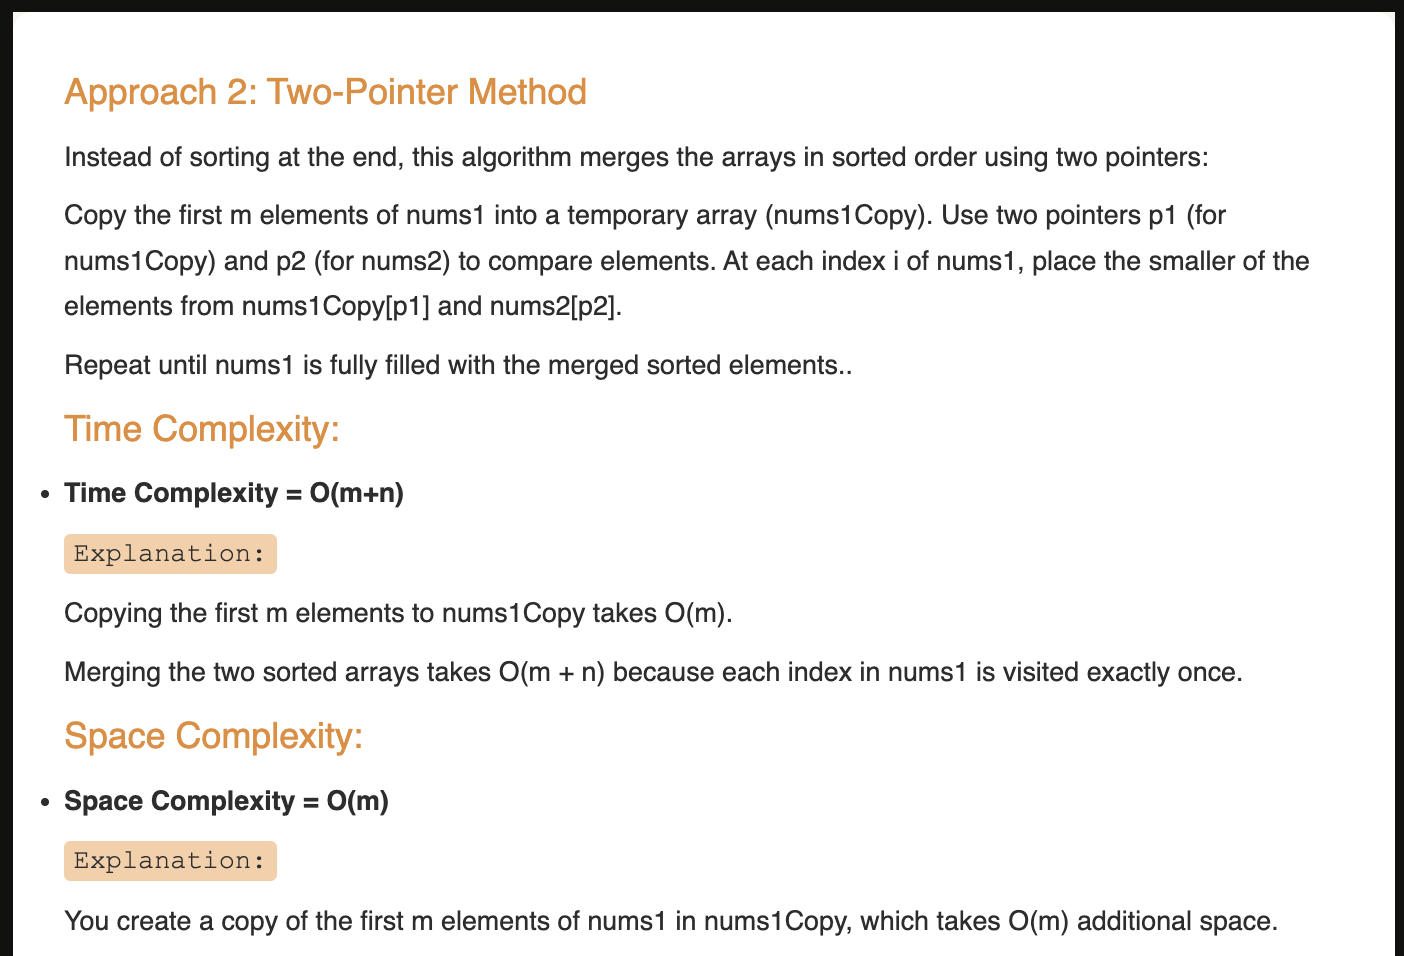 Approach 2: Two-Pointer Method
Instead of sorting at the end, this algorithm merges the arrays in sorted order using two pointers:
Copy the first m elements of nums1 into a temporary array (nums1Copy). Use two pointers p1 (for
nums1Copy) and p2 (for nums2) to compare elements. At each index i of nums1, place the smaller of the
elements from nums1Copy[p1] and nums2[p2].
Repeat until nums1 is fully filled with the merged sorted elements..
Time Complexity:
• Time Complexity = O(m+n)
Explanation:
Copying the first m elements to nums1Copy takes O(m).
Merging the two sorted arrays takes O(m + n) because each index in nums1 is visited exactly once.
Space Complexity:
• Space Complexity = O(m)
Explanation:
You create a copy of the first m elements of nums1 in nums1Copy, which takes O(m) additional space.